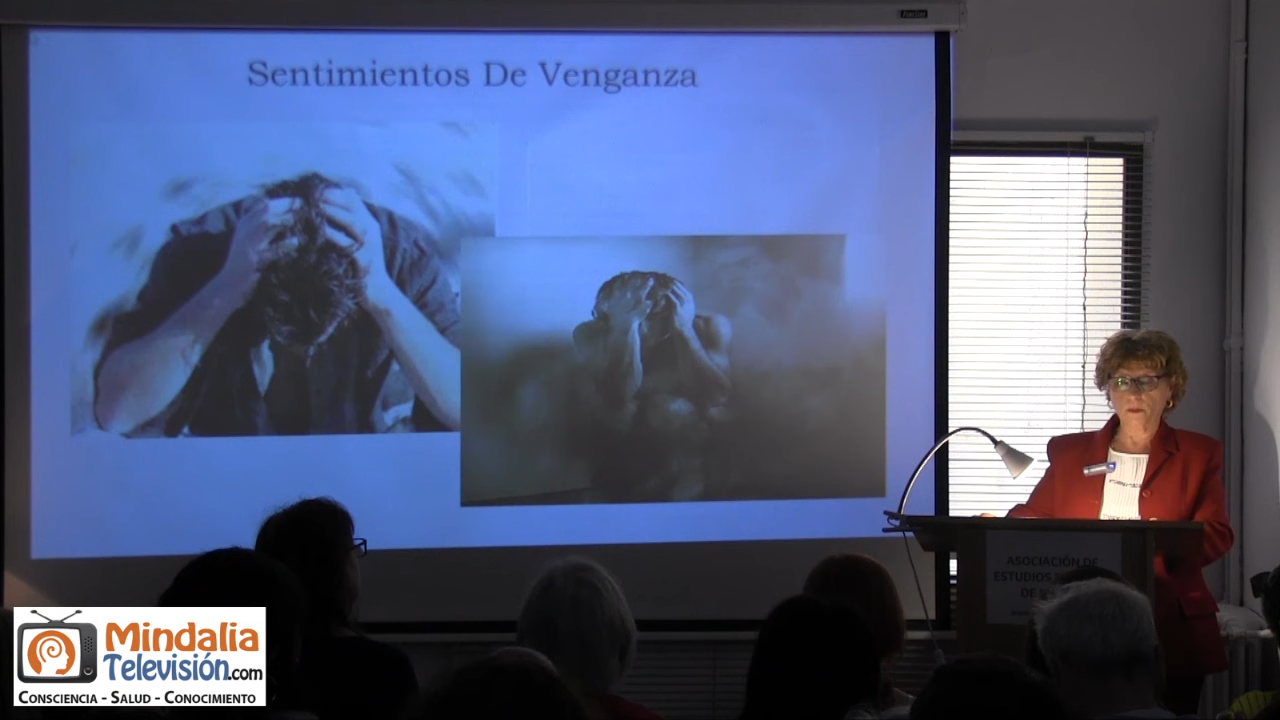 Sentimientos De Venganza
ASOCIACIÓN DE
ESTUDIOS
DE
Mindalia
Televisión.com
CONSCIENCIA - SALUD - CONOCIMIENTO